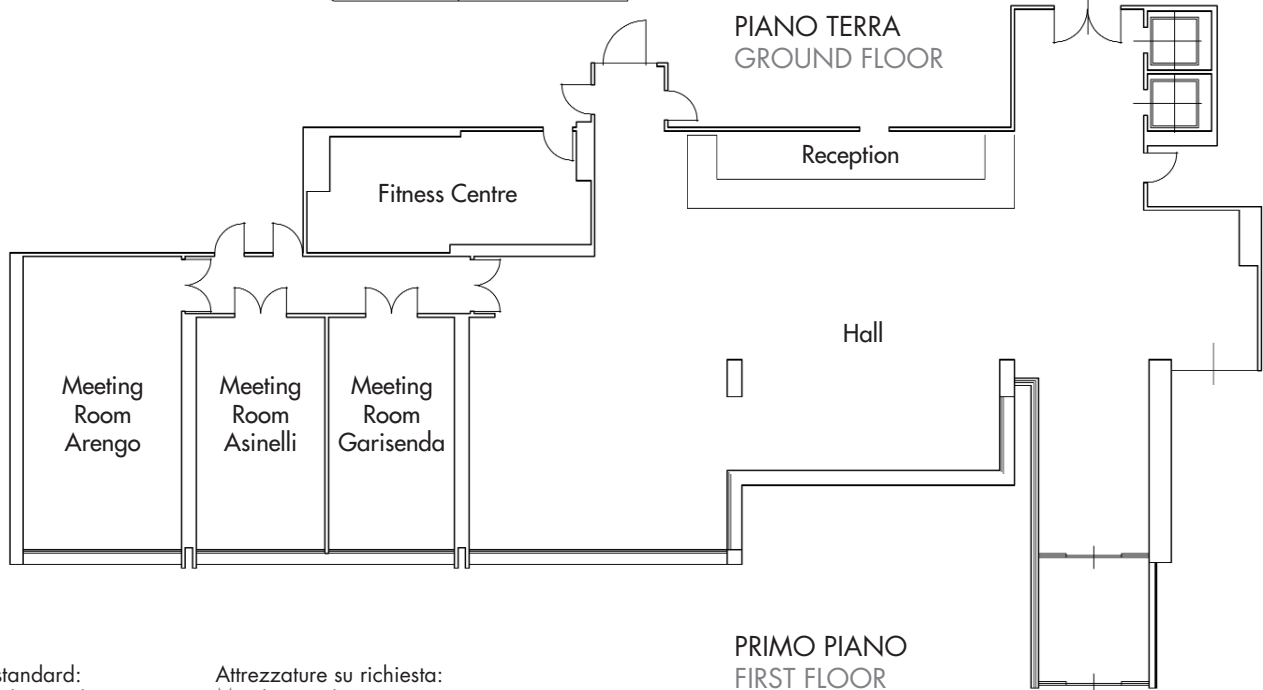 PIANO TERRA
GROUND FLOOR
Reception
Fitness Centre
Hall
Meeting
Room
Arengo
Meeting
Room
Asinelli
Meeting
Room
Garisenda
PRIMO PIANO
FIRST FLOOR
standard:
Attrezzature su richiesta: